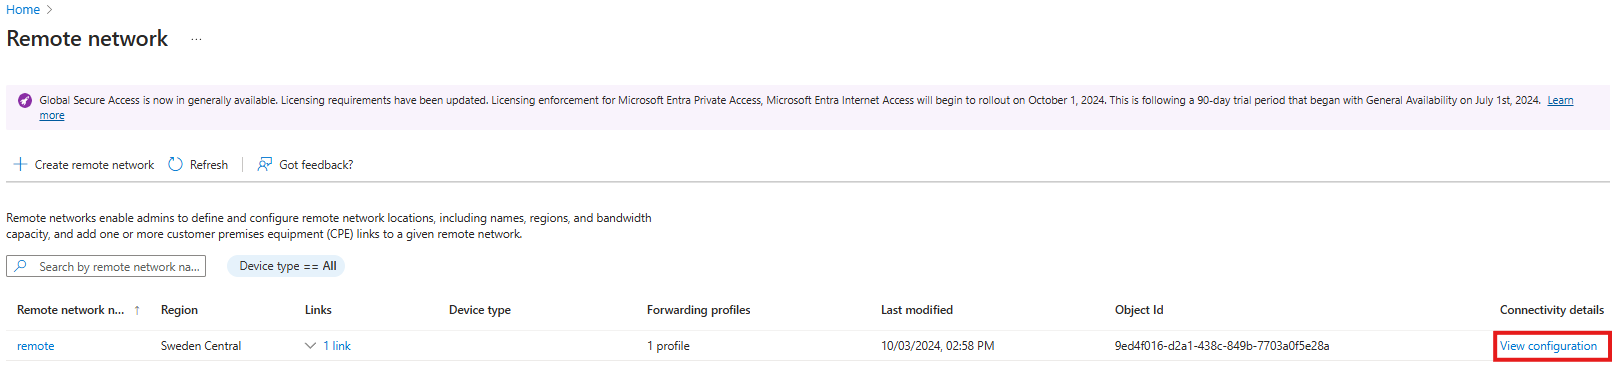 Home
Remote network ...
Global Secure Access is now in generally available. Licensing requirements have been updated. Licensing enforcement for Microsoft Entra Private Access, Microsoft Entra Internet Access will begin to rollout on October 1, 2024. This is following a 90-day trial period that began with General Availability on July 1st, 2024. Learn
more
Create remote network Refresh Got feedback?
Remote networks enable admins to define and configure remote network locations, including names, regions, and bandwidth
capacity, and add one or more customer premises equipment (CPE) links to a given remote network.
Search by remote network na... Device type == All
Remote network n... ↑ Region Links Device type Forwarding profiles Last modified Object Id Connectivity details
remote Sweden Central 1 link 1 profile 10/03/2024, 02:58 PM 9ed4f016-d2a1-438c-849b-7703a0f5e28a View configuration